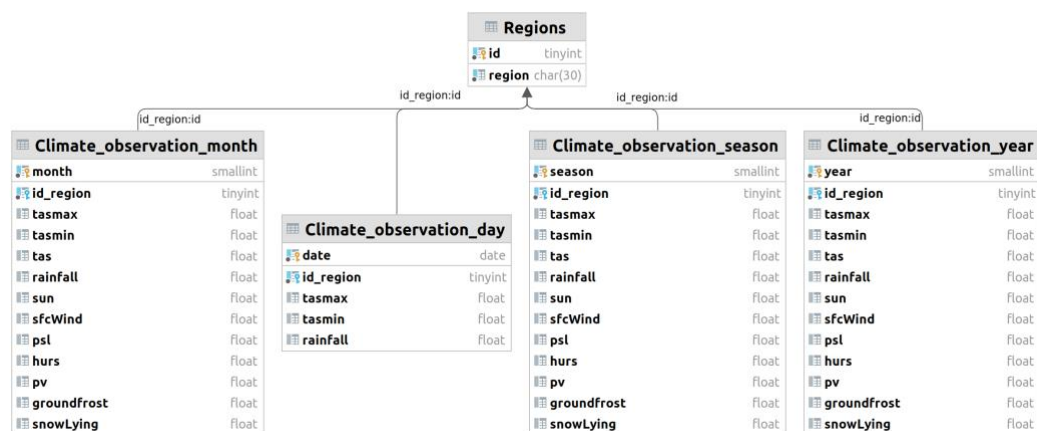 Regions
id tinyint
region char(30)
id_region:id
id_region:id
id_region:id
id_region:id
Climate_observation_month
month smallint
id_region tinyint
tasmax float
tasmin float
tas float
rainfall float
sun float
sfcWind float
psl float
hurs float
pv float
groundfrost float
snowLying float
Climate_observation_day
date date
id_region tinyint
tasmax float
tasmin float
rainfall float
Climate_observation_season
season smallint
id_region tinyint
tasmax float
tasmin float
tas float
rainfall float
sun float
sfcWind float
psl float
hurs float
pv float
groundfrost float
snowLying float
Climate_observation_year
year smallint
id_region tinyint
tasmax float
tasmin float
tas float
rainfall float
sun float
sfcWind float
psl float
hurs float
pv float
groundfrost float
snowLying float